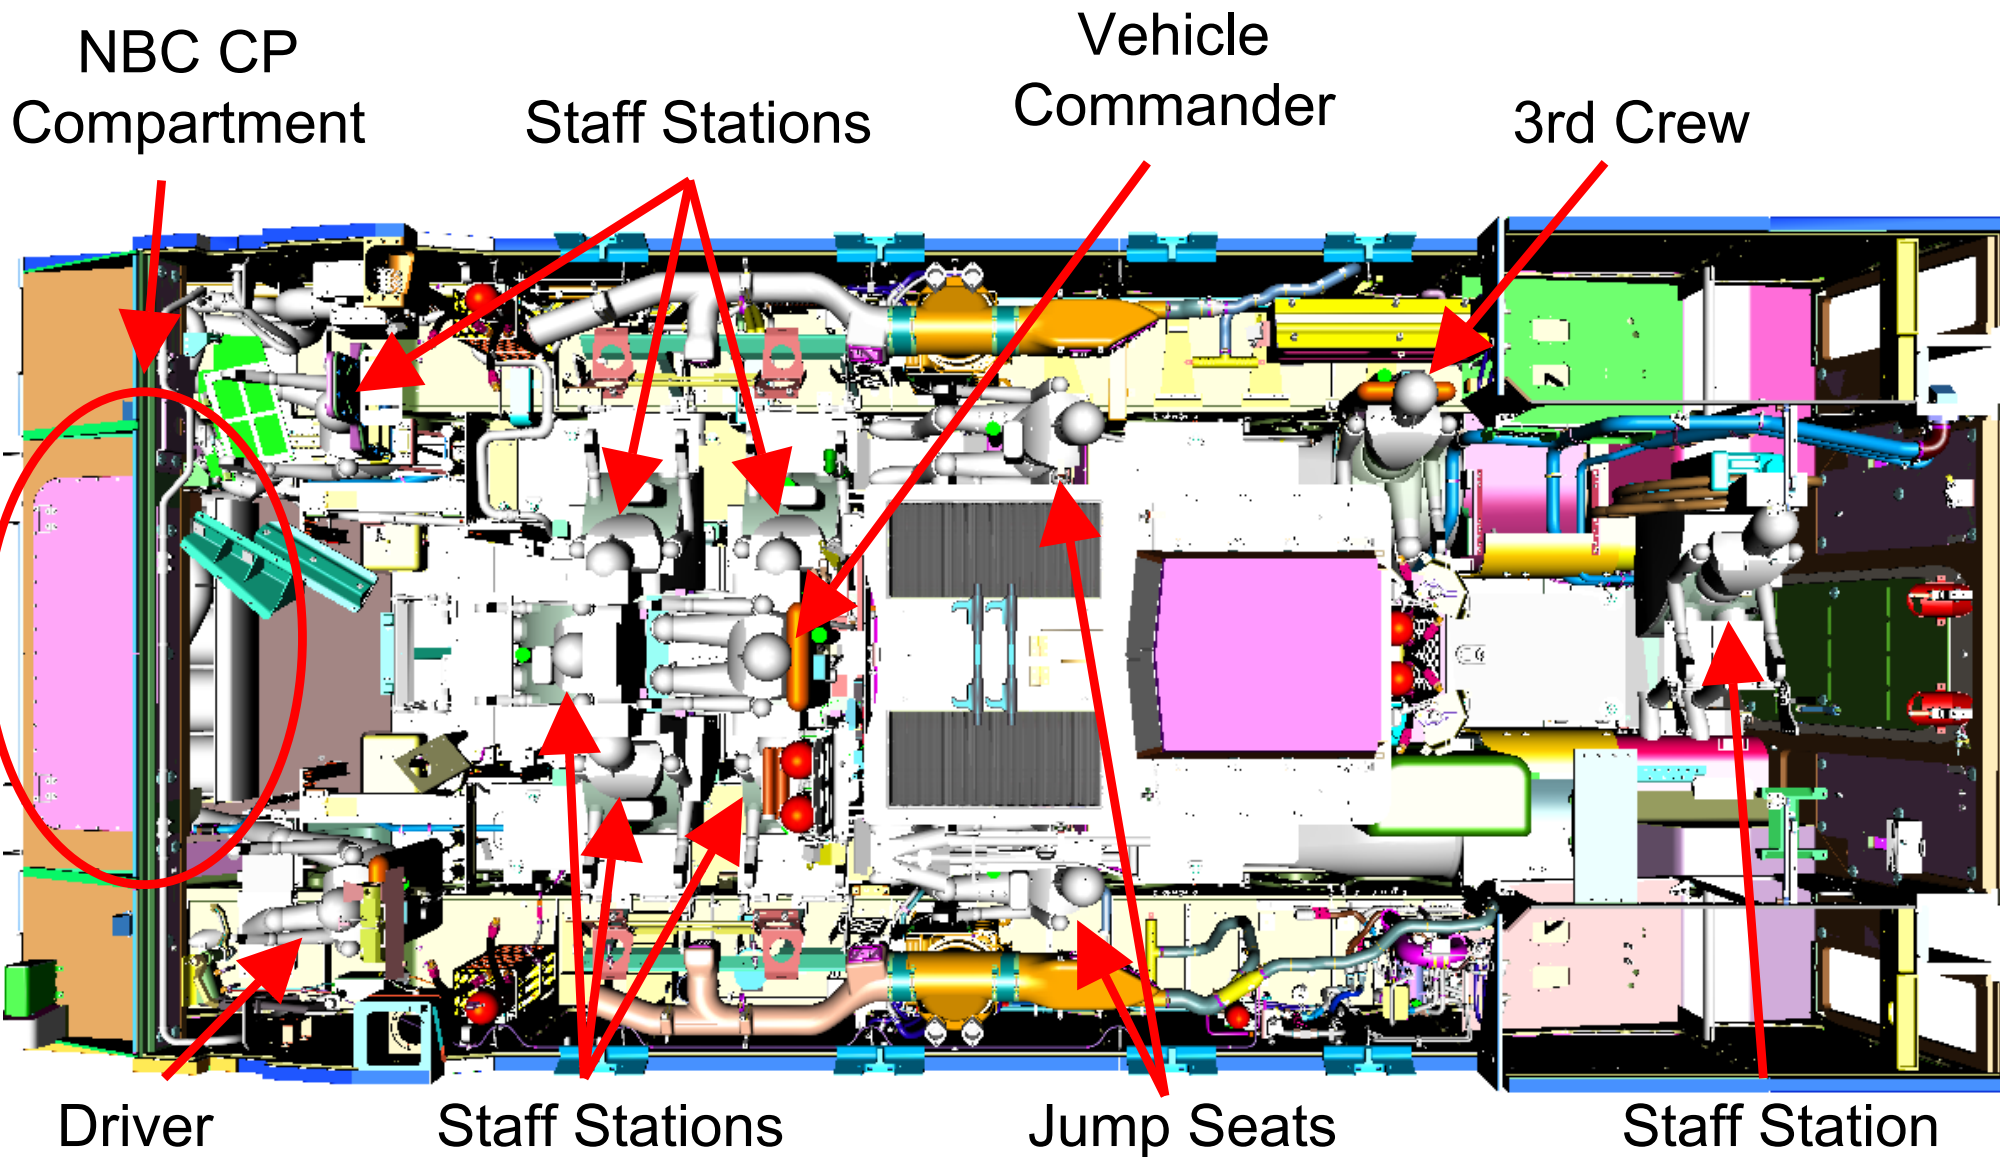 NBC CP
Compartment
Staff Stations
Vehicle
Commander
3rd Crew
Driver
Staff Stations
Jump Seats
Staff Station